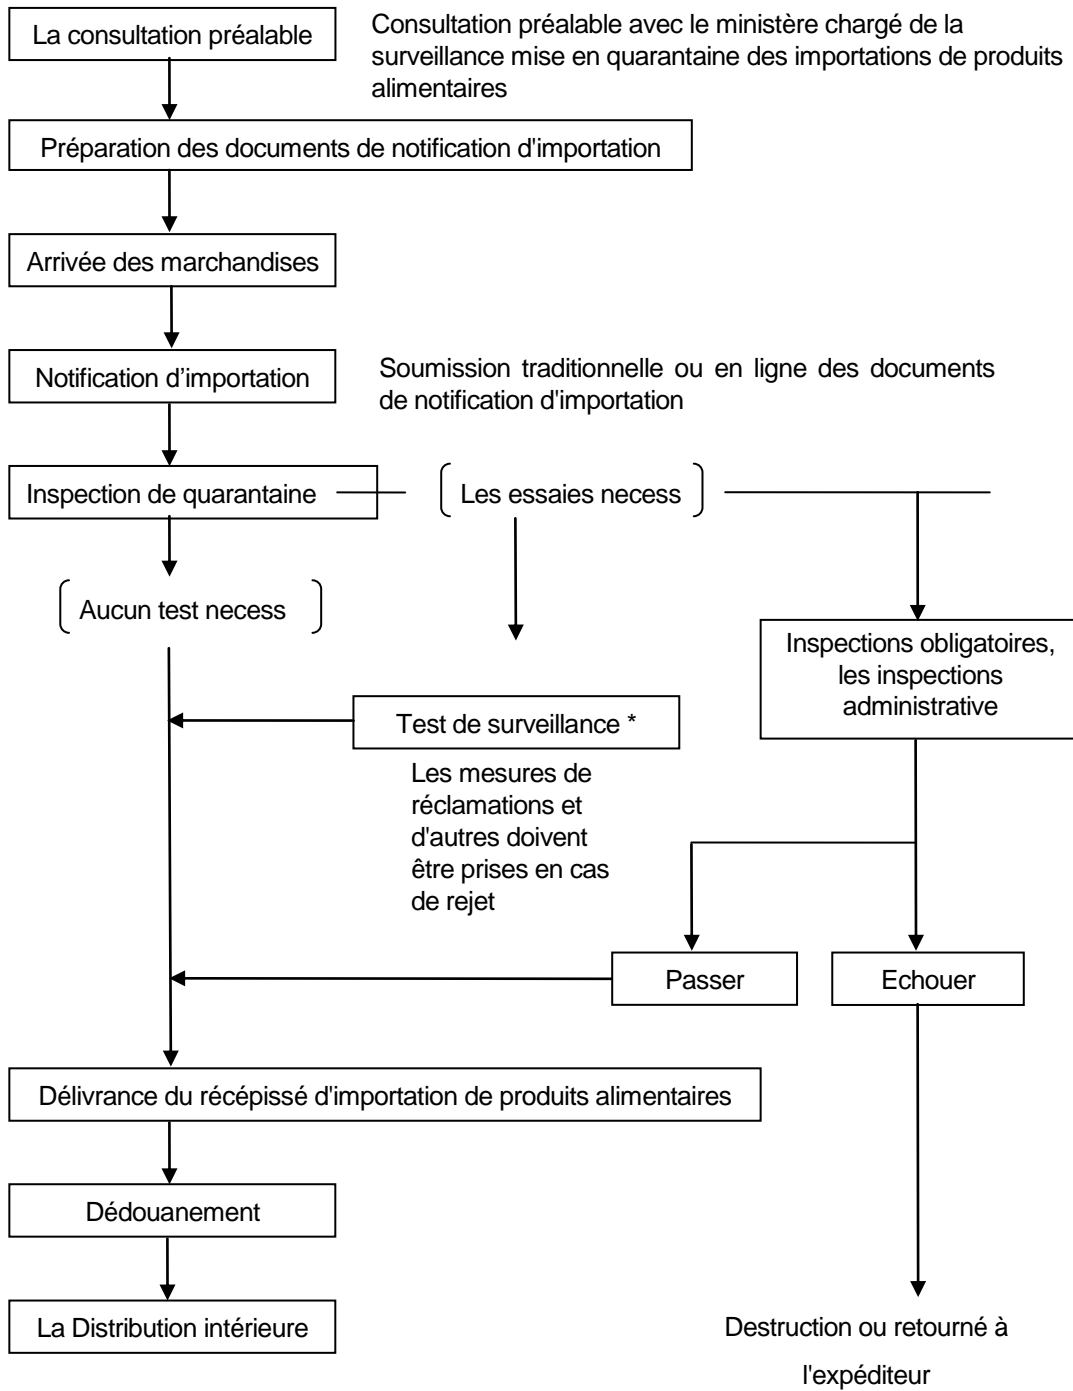 La consultation préalable
Consultation préalable avec le ministère chargé de la
surveillance mise en quarantaine des importations de produits
alimentaires
Préparation des documents de notification d'importation
Arrivée des marchandises
Notification d’importation
Soumission traditionnelle ou en ligne des documents
de notification d'importation
Inspection de quarantaine
Les essaies necess
Aucun test necess
Inspections obligatoires,
les inspections
administrative
Test de surveillance *
Les mesures de
réclamations et
d'autres doivent
être prises en cas
de rejet
Passer
Echouer
Délivrance du récépissé d'importation de produits alimentaires
Dédouanement
La Distribution intérieure
Destruction ou retourné à
l'expéditeur